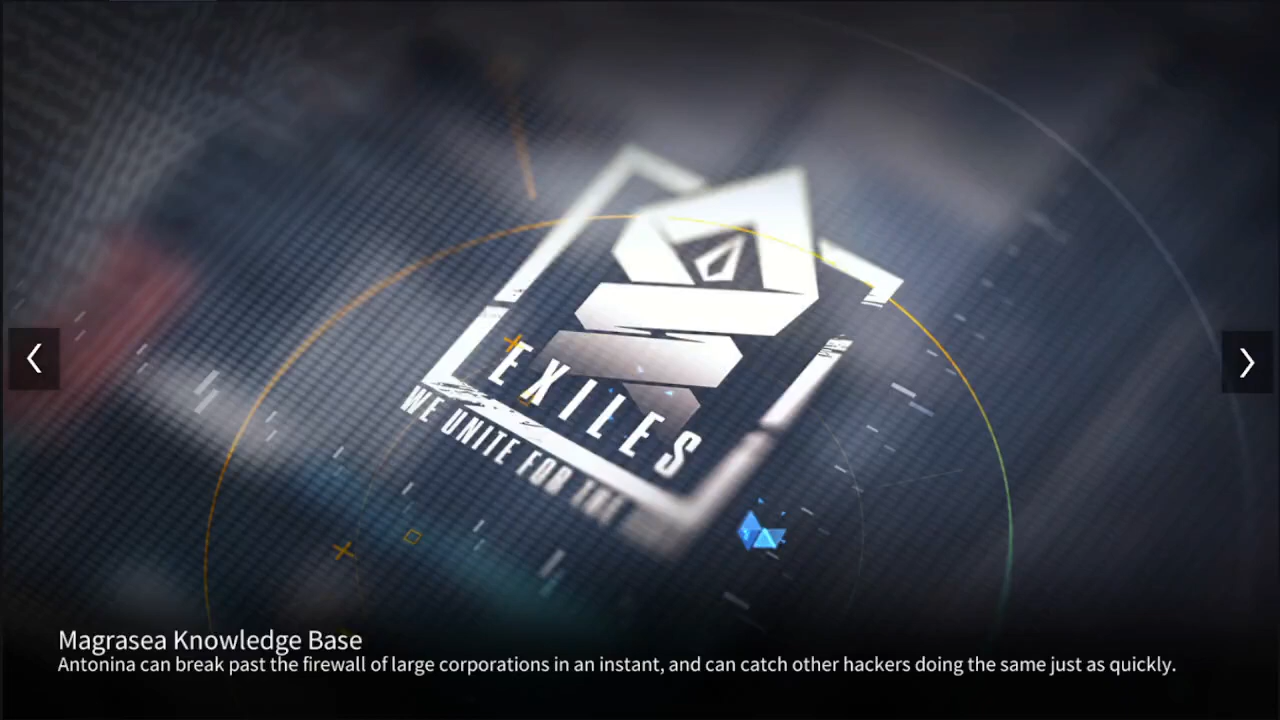 EXILES
WE UNITE FOR THE
Magrasea Knowledge Base
Antonina can break past the firewall of large corporations in an instant, and can catch other hackers doing the same just as quickly.